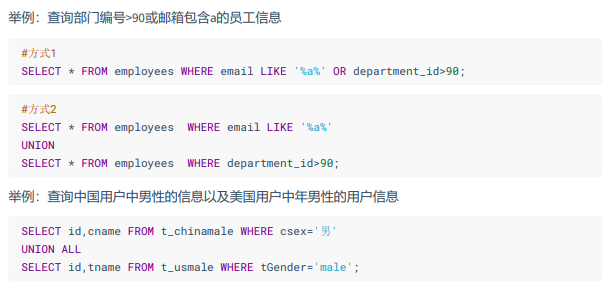 举例：查询部门编号>90或邮箱包含a的员工信息
#方式1
SELECT * FROM employees WHERE email LIKE '%a%' OR department_id>90;
#方式2
SELECT * FROM employees  WHERE email LIKE '%a%'
UNION
SELECT * FROM employees  WHERE department_id>90;
举例：查询中国用户中男性的信息以及美国用户中年男性的用户信息
SELECT id,cname FROM t_chinamale WHERE csex='男'
UNION ALL
SELECT id,tname FROM t_usmale WHERE tGender='male';